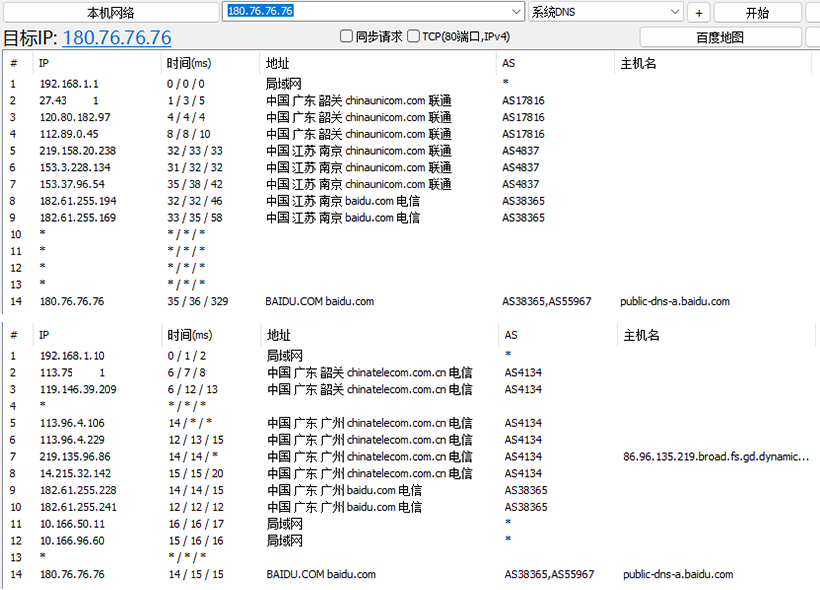 本机网络 180.76.76.76 系统DNS + 开始
目标IP: 180.76.76.76 同步请求 TCP(80端口,IPv4) 百度地图
# IP 时间(ms) 地址 AS 主机名
1 192.168.1.1 0 / 0 / 0 局域网 *
2 27.43 1 1 / 3 / 5 中国 广东 韶关 chinaunicom.com 联通 AS17816
3 120.80.182.97 4 / 4 / 4 中国 广东 韶关 chinaunicom.com 联通 AS17816
4 112.89.0.45 8 / 8 / 10 中国 广东 韶关 chinaunicom.com 联通 AS17816
5 219.158.20.238 32 / 33 / 33 中国 江苏 南京 chinaunicom.com 联通 AS4837
6 153.3.228.134 31 / 32 / 32 中国 江苏 南京 chinaunicom.com 联通 AS4837
7 153.37.96.54 35 / 38 / 42 中国 江苏 南京 chinaunicom.com 联通 AS4837
8 182.61.255.194 32 / 32 / 46 中国 江苏 南京 baidu.com 电信 AS38365
9 182.61.255.169 33 / 35 / 58 中国 江苏 南京 baidu.com 电信 AS38365
10 * * / * / *
11 * * / * / *
12 * * / * / *
13 * * / * / *
14 180.76.76.76 35 / 36 / 329 BAIDU.COM baidu.com AS38365,AS55967 public-dns-a.baidu.com
# IP 时间(ms) 地址 AS 主机名
1 192.168.1.10 0 / 1 / 2 局域网 *
2 113.75 1 6 / 7 / 8 中国 广东 韶关 chinatelecom.com.cn 电信 AS4134
3 119.146.39.209 6 / 12 / 13 中国 广东 韶关 chinatelecom.com.cn 电信 AS4134
4 * * / * / *
5 113.96.4.106 14 / * / * 中国 广东 广州 chinatelecom.com.cn 电信 AS4134
6 113.96.4.229 12 / 13 / 15 中国 广东 广州 chinatelecom.com.cn 电信 AS4134
7 219.135.96.86 14 / 14 / * 中国 广东 广州 chinatelecom.com.cn 电信 AS4134 86.96.135.219.broad.fs.gd.dynamic...
8 14.215.32.142 15 / 15 / 20 中国 广东 广州 chinatelecom.com.cn 电信 AS4134
9 182.61.255.228 14 / 14 / 15 中国 广东 广州 baidu.com 电信 AS38365
10 182.61.255.241 12 / 12 / 12 中国 广东 广州 baidu.com 电信 AS38365
11 10.166.50.11 16 / 16 / 17 局域网 *
12 10.166.96.60 15 / 16 / 16 局域网 *
13 * * / * / *
14 180.76.76.76 14 / 15 / 15 BAIDU.COM baidu.com AS38365,AS55967 public-dns-a.baidu.com